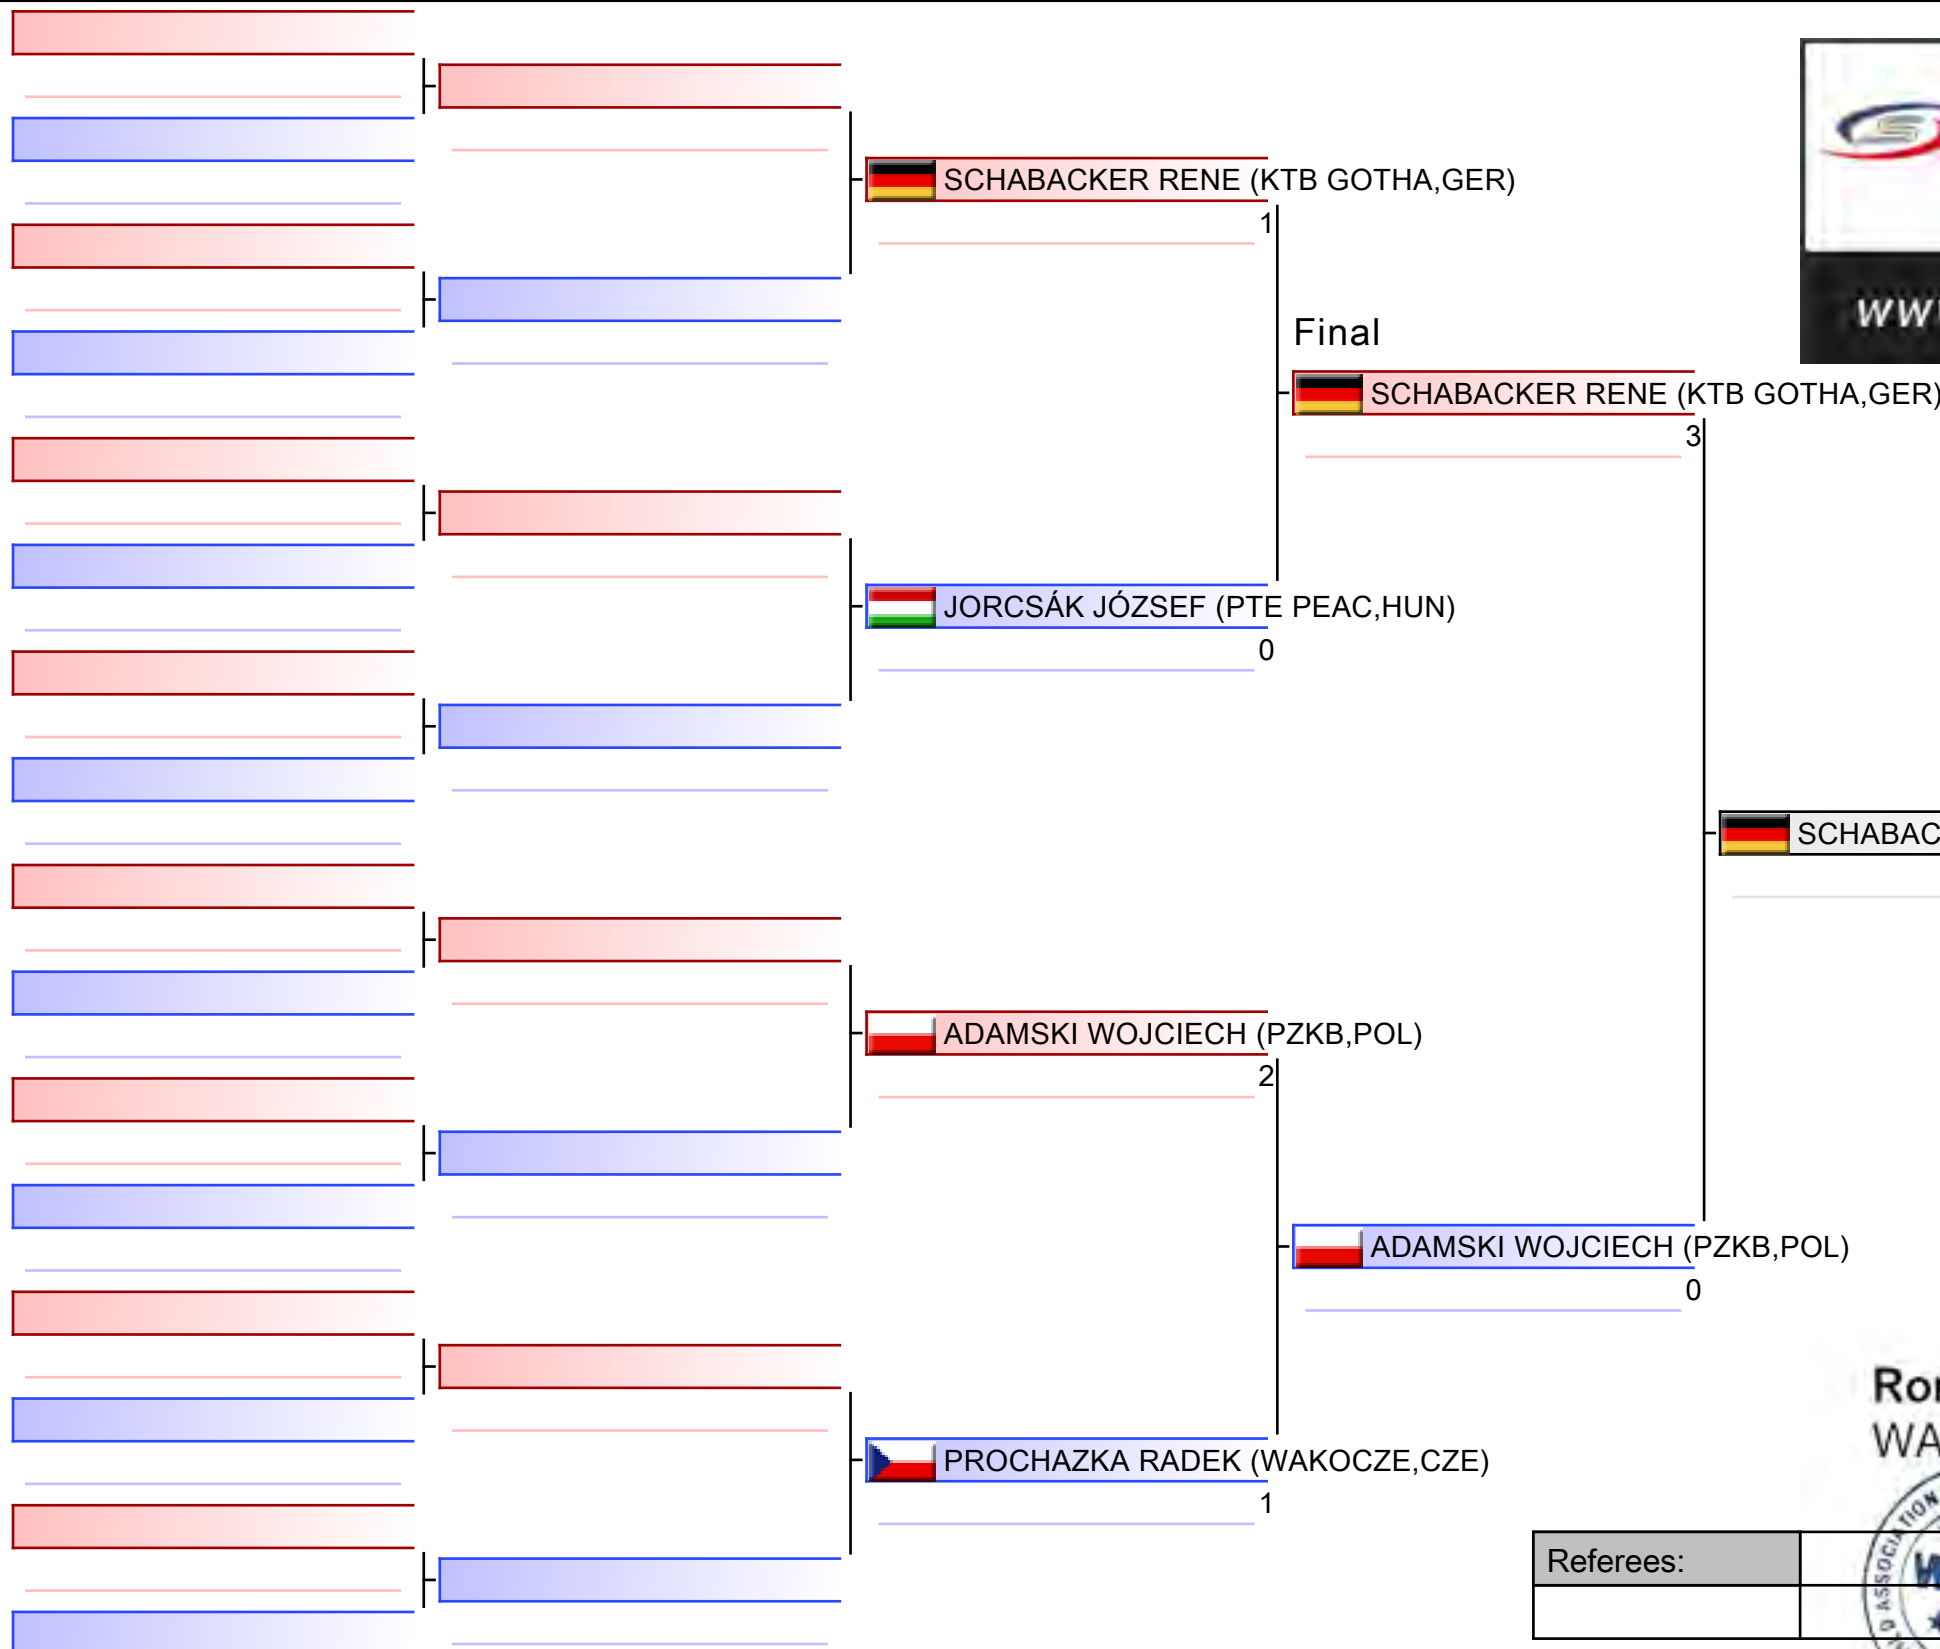 SCHABACKER RENE (KTB GOTHA,GER)
1
Final
SCHABACKER RENE (KTB GOTHA,GER)
3
JORCSÁK JÓZSEF (PTE PEAC,HUN)
0
SCHABAC
ADAMSKI WOJCIECH (PZKB,POL)
2
ADAMSKI WOJCIECH (PZKB,POL)
0
PROCHAZKA RADEK (WAKOCZE,CZE)
1
Referees: